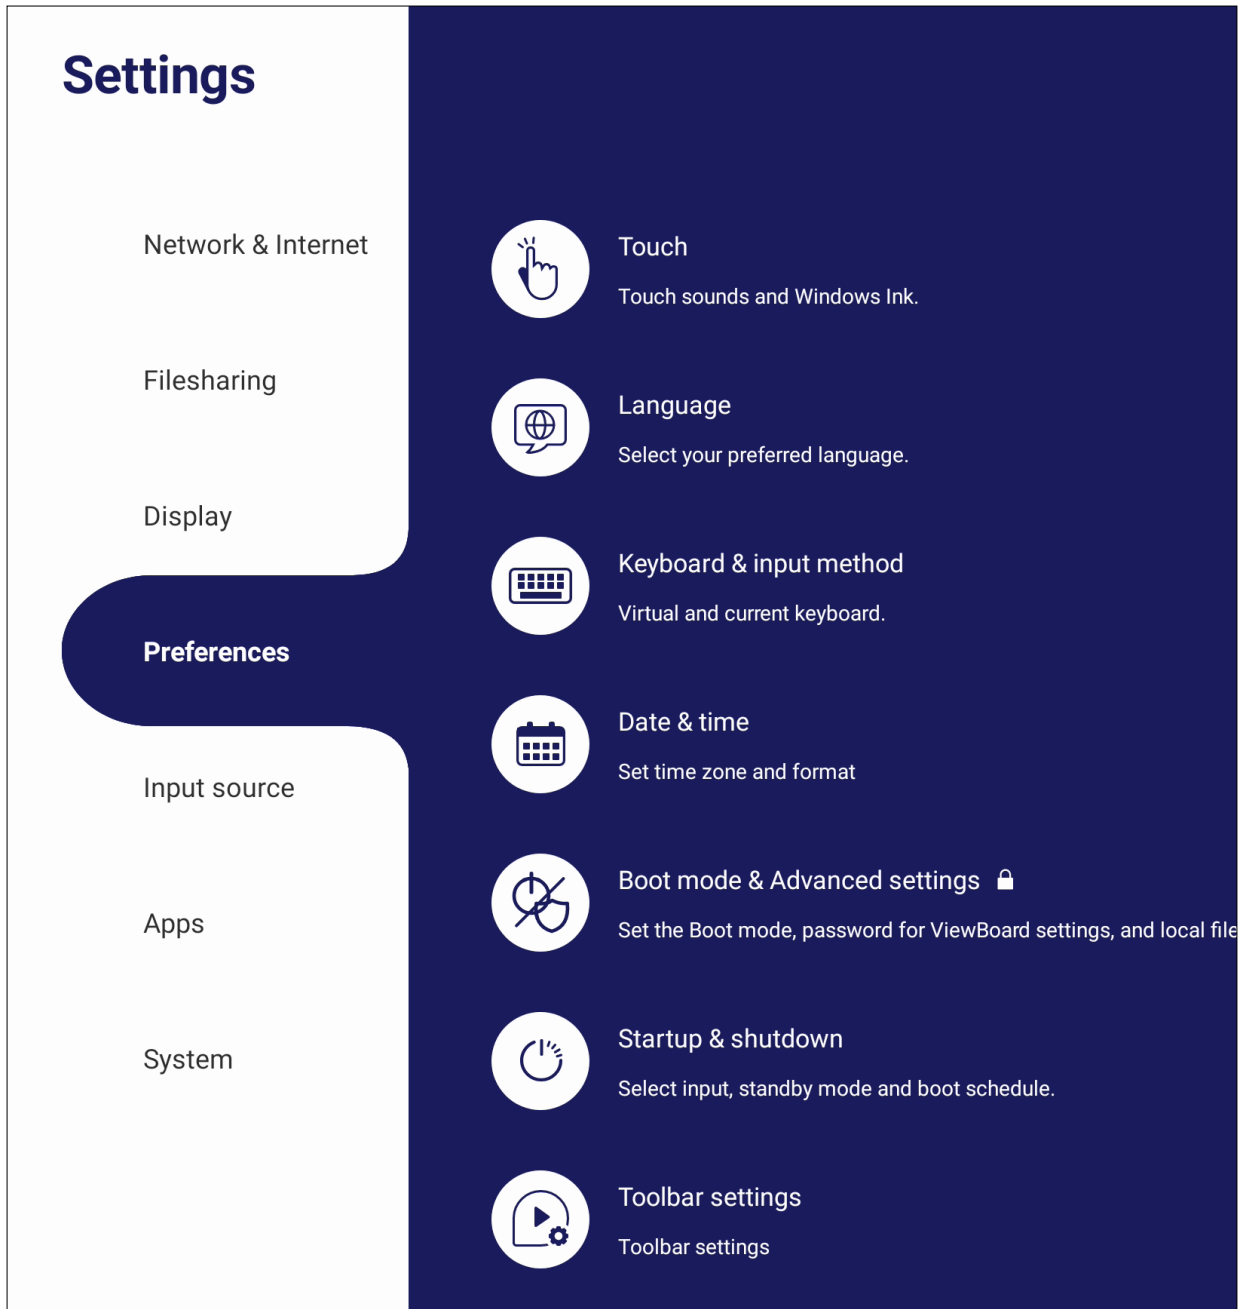 Settings
Network & Internet
Filesharing
Display
Preferences
Input source
Apps
System
Touch
Touch sounds and Windows Ink.
Language
Select your preferred language.
Keyboard & input method
Virtual and current keyboard.
Date & time
Set time zone and format
Boot mode & Advanced settings
Set the Boot mode, password for ViewBoard settings, and local file
Startup & shutdown
Select input, standby mode and boot schedule.
Toolbar settings
Toolbar settings